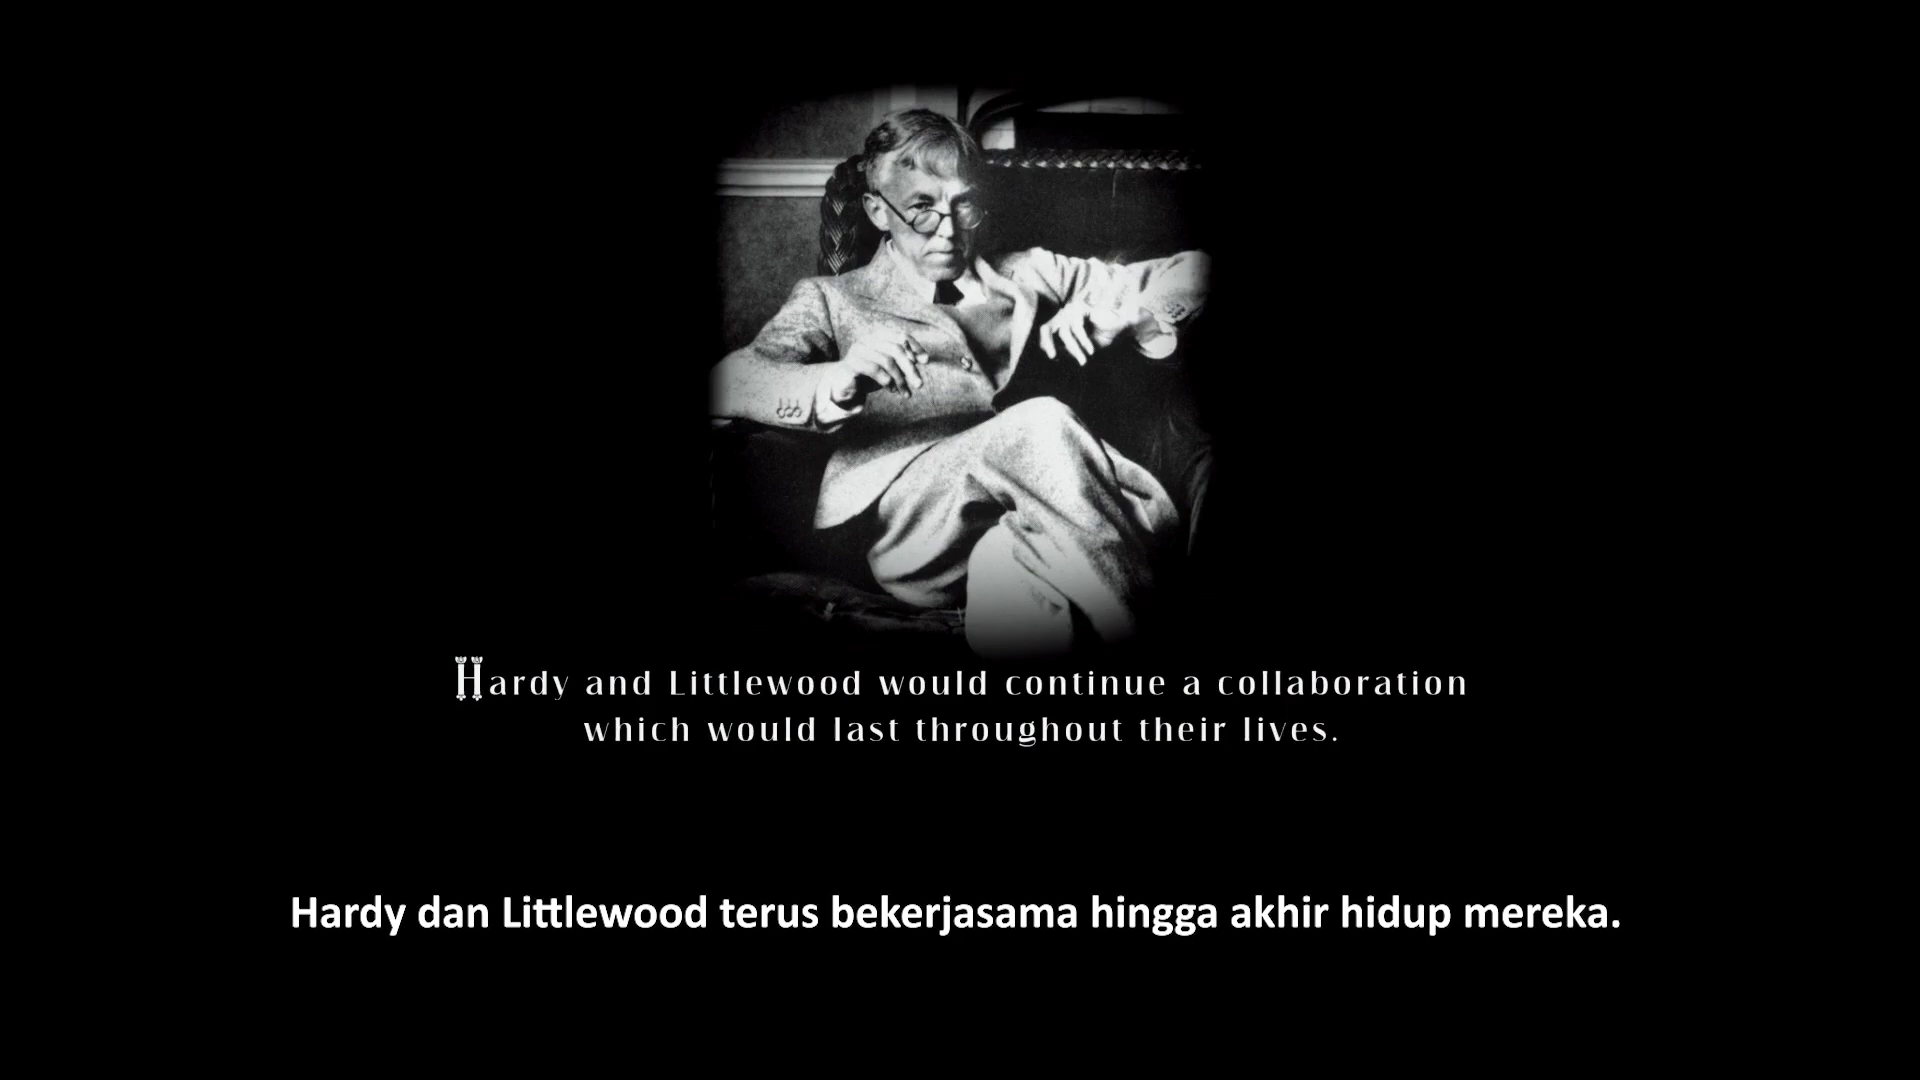 Hardy and Littlewood would continue a collaboration
which would last throughout their lives.
Hardy dan Littlewood terus bekerjasama hingga akhir hidup mereka.